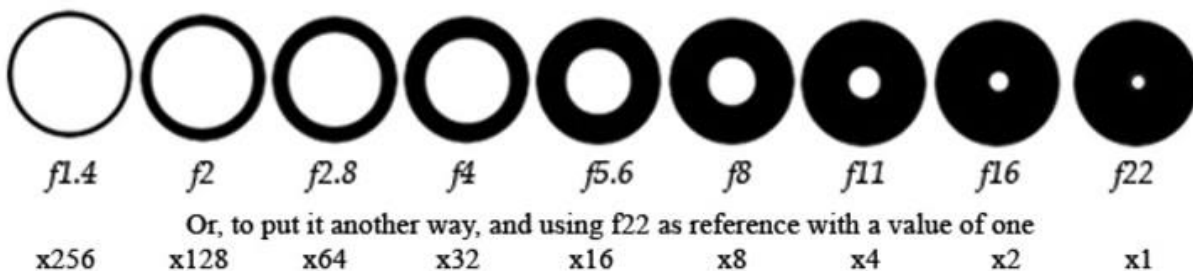 f1.4 f2 f2.8 f4 f5.6 f8 f11 f16 f22
Or, to put it another way, and using f22 as reference with a value of one
x256 x128 x64 x32 x16 x8 x4 x2 x1